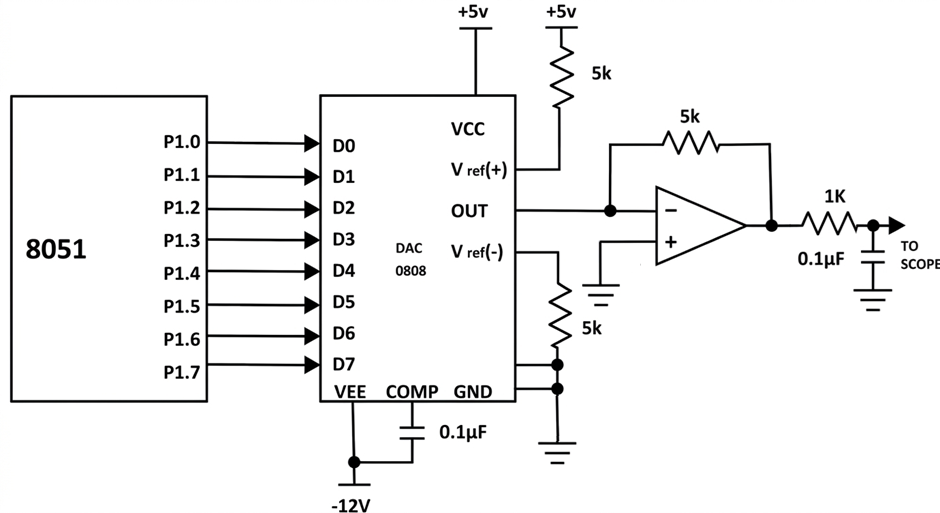 +5v
+5v
5k
5k
8051
P1.0
P1.1
P1.2
P1.3
P1.4
P1.5
P1.6
P1.7
D0
D1
D2
D3
D4
D5
D6
D7
DAC
0808
VCC
V ref(+)
OUT
V ref(-)
VEE
COMP
GND
5k
0.1µF
-12V
−
+
1K
0.1µF
TO
SCOPE